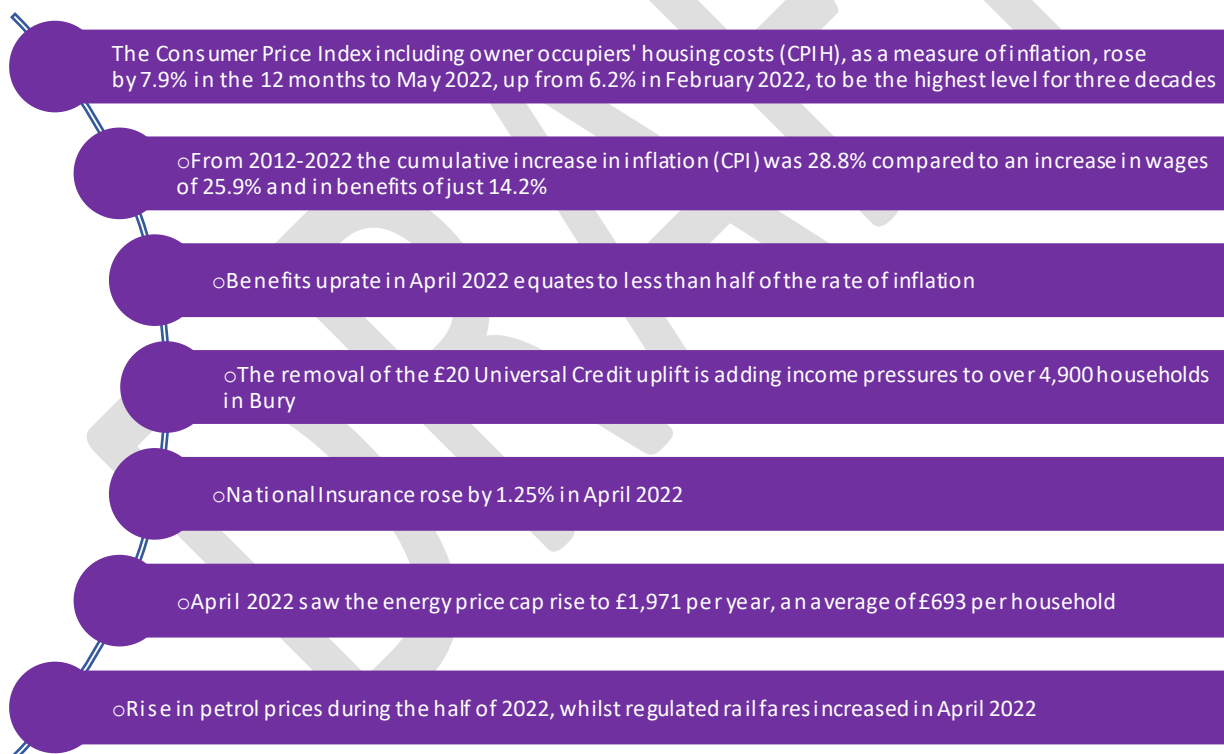 The Consumer Price Index including owner occupiers' housing costs (CPIH), as a measure of inflation, rose
by 7.9% in the 12 months to May 2022, up from 6.2% in February 2022, to be the highest level for three decades
oFrom 2012-2022 the cumulative increase in inflation (CPI) was 28.8% compared to an increase in wages
of 25.9% and in benefits of just 14.2%
oBenefits uprate in April 2022 equates to less than half of the rate of inflation
oThe removal of the £20 Universal Credit uplift is adding income pressures to over 4,900 households
in Bury
oNational Insurance rose by 1.25% in April 2022
oApril 2022 saw the energy price cap rise to £1,971 per year, an average of £693 per household
oRise in petrol prices during the half of 2022, whilst regulated rail fares increased in April 2022